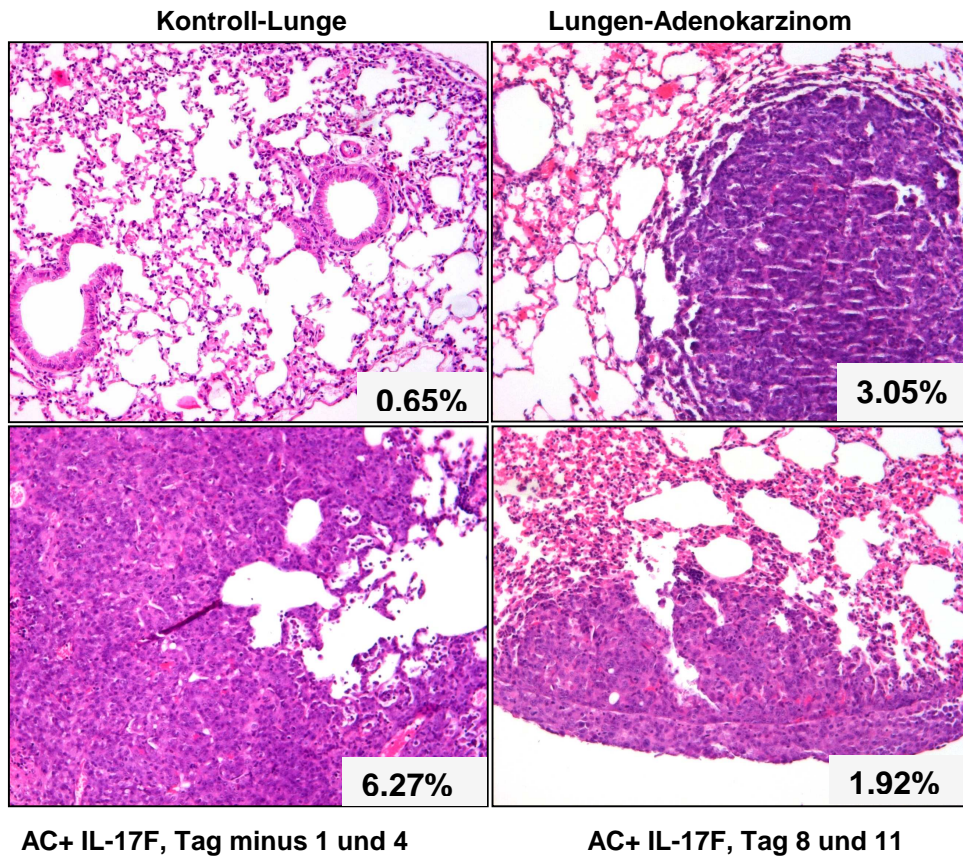 Kontroll-Lunge
Lungen-Adenokarzinom
0.65%
3.05%
6.27%
1.92%
AC+ IL-17F, Tag minus 1 und 4
AC+ IL-17F, Tag 8 und 11